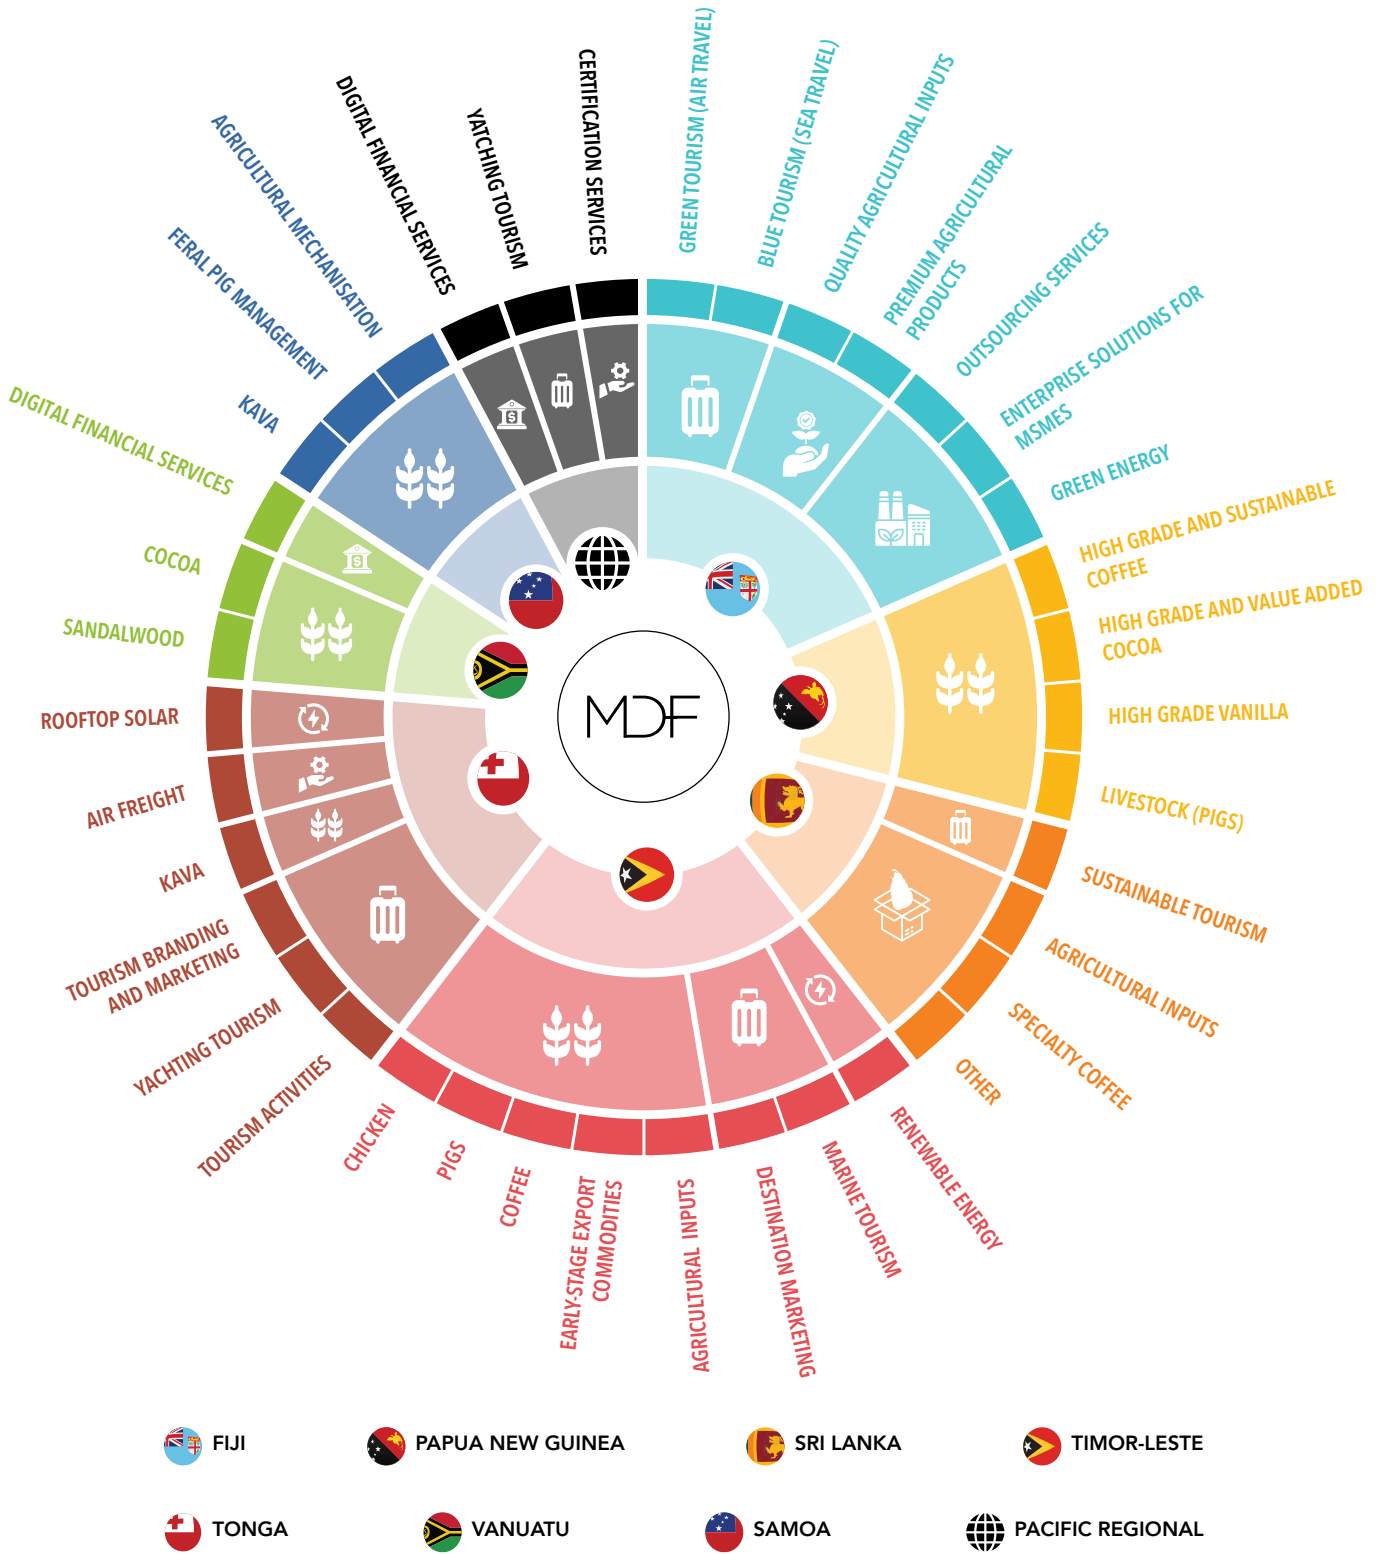 GREEN TOURISM (AIR TRAVEL)
BLUE TOURISM (SEA TRAVEL)
QUALITY AGRICULTURAL INPUTS
PREMIUM AGRICULTURAL
PRODUCTS
OUTSOURCING SERVICES
ENTERPRISE SOLUTIONS FOR
MSMES
GREEN ENERGY
HIGH GRADE AND SUSTAINABLE
COFFEE
HIGH GRADE AND VALUE ADDED
COCOA
HIGH GRADE VANILLA
LIVESTOCK (PIGS)
SUSTAINABLE TOURISM
AGRICULTURAL INPUTS
SPECIALTY COFFEE
OTHER
RENEWABLE ENERGY
MARINE TOURISM
DESTINATION MARKETING
AGRICULTURAL INPUTS
EARLY-STAGE EXPORT
COMMODITIES
COFFEE
PIGS
CHICKEN
TOURISM ACTIVITIES
YACHTING TOURISM
TOURISM BRANDING
AND MARKETING
KAVA
AIR FREIGHT
ROOFTOP SOLAR
SANDALWOOD
COCOA
DIGITAL FINANCIAL SERVICES
KAVA
FERAL PIG MANAGEMENT
AGRICULTURAL MECHANISATION
DIGITAL FINANCIAL SERVICES
YATCHING TOURISM
CERTIFICATION SERVICES
MDF
FIJI
PAPUA NEW GUINEA
SRI LANKA
TIMOR-LESTE
TONGA
VANUATU
SAMOA
PACIFIC REGIONAL